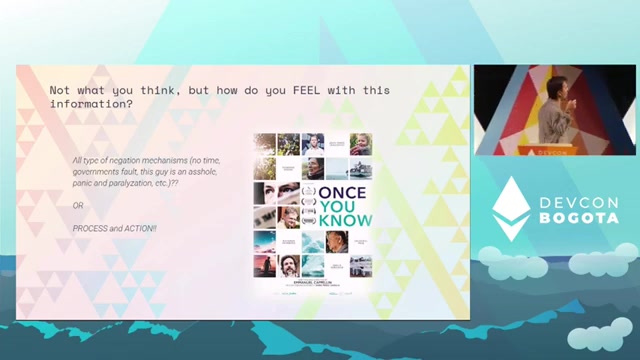 Not what you think, but how do you FEEL with this
information?
All type of negation mechanisms (no time,
governments fault, this guy is an asshole,
panic and paralyzation, etc.)??
OR
PROCESS and ACTION!!
ONCE
YOU
KNOW
EMMANUEL CAPPELLIN
DEVCON
BOGOTA
DEVCON